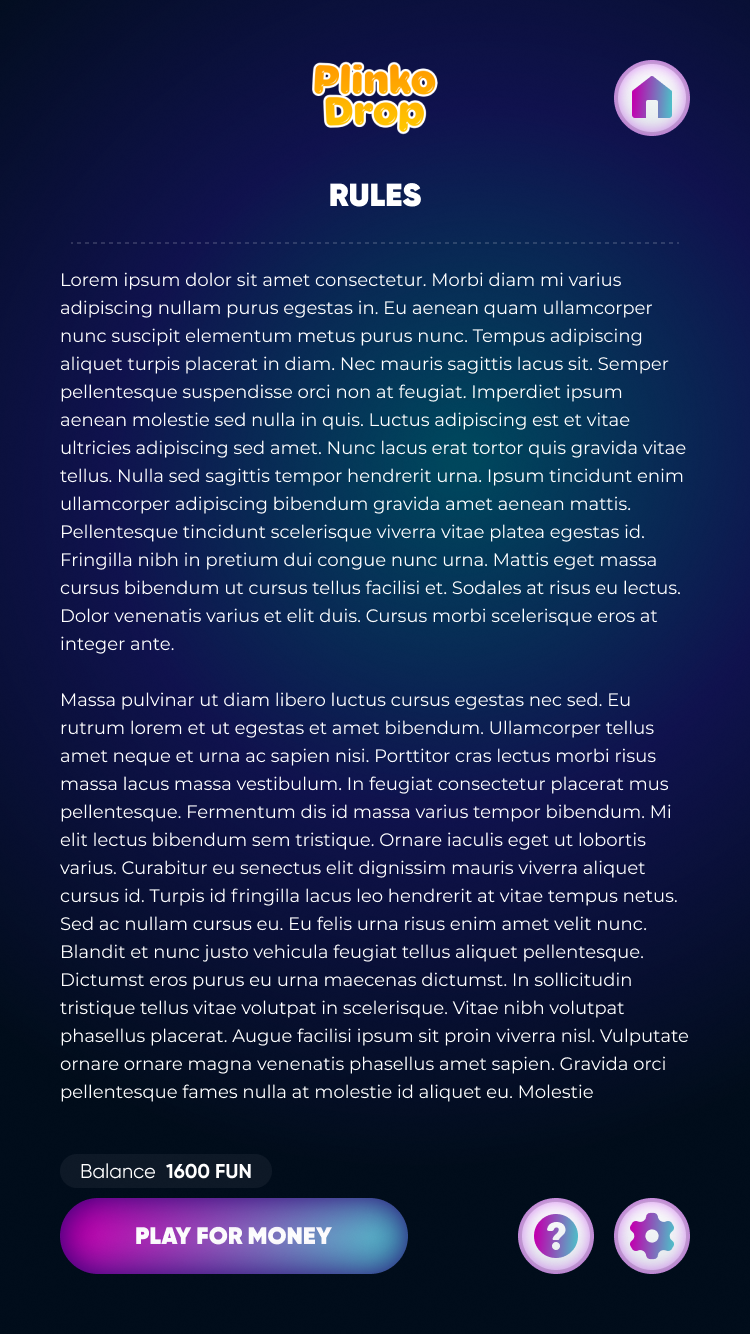 Plinko
Drop
RULES
Lorem ipsum dolor sit amet consectetur. Morbi diam mi varius
adipiscing nullam purus egestas in. Eu aenean quam ullamcorper
nunc suscipit elementum metus purus nunc. Tempus adipiscing
aliquet turpis placerat in diam. Nec mauris sagittis lacus sit. Semper
pellentesque suspendisse orci non at feugiat. Imperdiet ipsum
aenean molestie sed nulla in quis. Luctus adipiscing est et vitae
ultricies adipiscing sed amet. Nunc lacus erat tortor quis gravida vitae
tellus. Nulla sed sagittis tempor hendrerit urna. Ipsum tincidunt enim
ullamcorper adipiscing bibendum gravida amet aenean mattis.
Pellentesque tincidunt scelerisque viverra vitae platea egestas id.
Fringilla nibh in pretium dui congue nunc urna. Mattis eget massa
cursus bibendum ut cursus tellus facilisi et. Sodales at risus eu lectus.
Dolor venenatis varius et elit duis. Cursus morbi scelerisque eros at
integer ante.
Massa pulvinar ut diam libero luctus cursus egestas nec sed. Eu
rutrum lorem et ut egestas et amet bibendum. Ullamcorper tellus
amet neque et urna ac sapien nisi. Porttitor cras lectus morbi risus
massa lacus massa vestibulum. In feugiat consectetur placerat mus
pellentesque. Fermentum dis id massa varius tempor bibendum. Mi
elit lectus bibendum sem tristique. Ornare iaculis eget ut lobortis
varius. Curabitur eu senectus elit dignissim mauris viverra aliquet
cursus id. Turpis id fringilla lacus leo hendrerit at vitae tempus netus.
Sed ac nullam cursus eu. Eu felis urna risus enim amet velit nunc.
Blandit et nunc justo vehicula feugiat tellus aliquet pellentesque.
Dictumst eros purus eu urna maecenas dictumst. In sollicitudin
tristique tellus vitae volutpat in scelerisque. Vitae nibh volutpat
phasellus placerat. Augue facilisi ipsum sit proin viverra nisl. Vulputate
ornare ornare magna venenatis phasellus amet sapien. Gravida orci
pellentesque fames nulla at molestie id aliquet eu. Molestie
Balance 1600 FUN
PLAY FOR MONEY
?